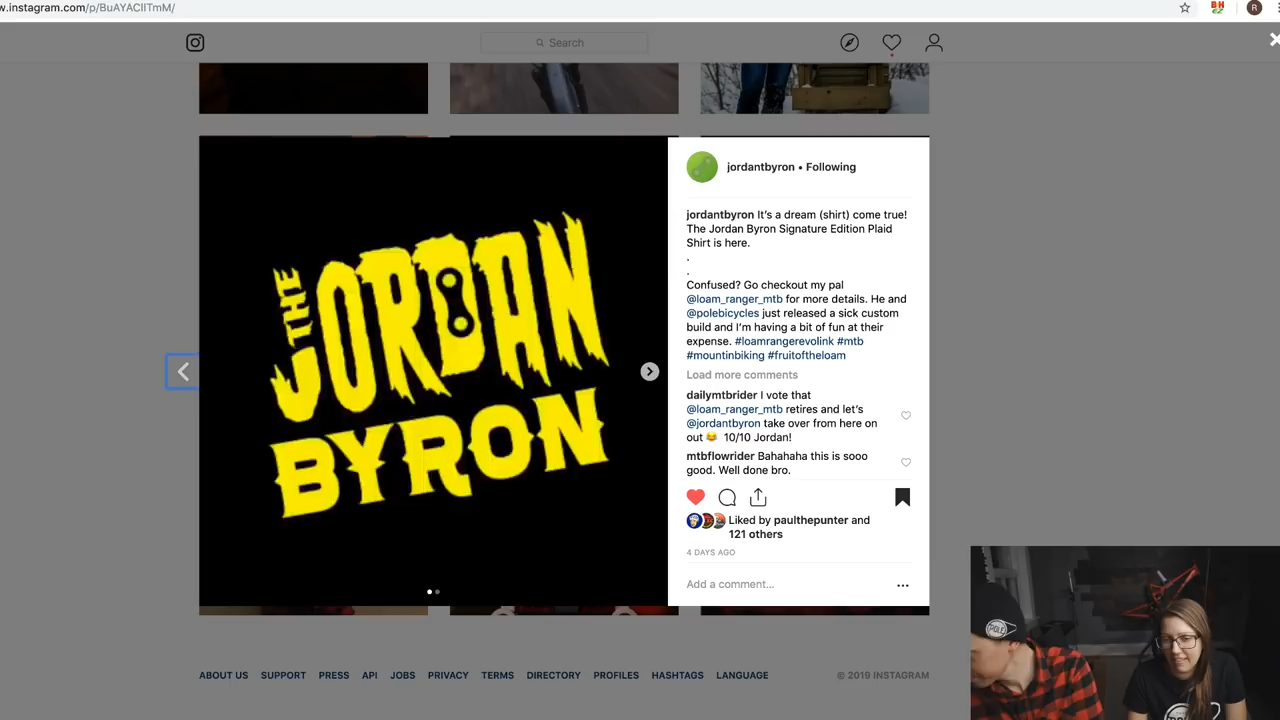 w.instagram.com/p/BuAYACIITmM/
R
Search
THE
JORDAN
BYRON
jordantbyron • Following
jordantbyron It's a dream (shirt) come true!
The Jordan Byron Signature Edition Plaid
Shirt is here.
.
.
Confused? Go checkout my pal
@loam_ranger_mtb for more details. He and
@polebicycles just released a sick custom
build and I'm having a bit of fun at their
expense. #loamrangerevolink #mtb
#mountinbiking #fruitoftheloam
Load more comments
dailymtbrider I vote that
@loam_ranger_mtb retires and let's
@jordantbyron take over from here on
out 😂 10/10 Jordan!
mtbflowrider Bahahaha this is sooo
good. Well done bro.
Liked by paulthepunter and
121 others
4 DAYS AGO
Add a comment...
ABOUT US SUPPORT PRESS API JOBS PRIVACY TERMS DIRECTORY PROFILES HASHTAGS LANGUAGE © 2019 INSTAGRAM
POLE